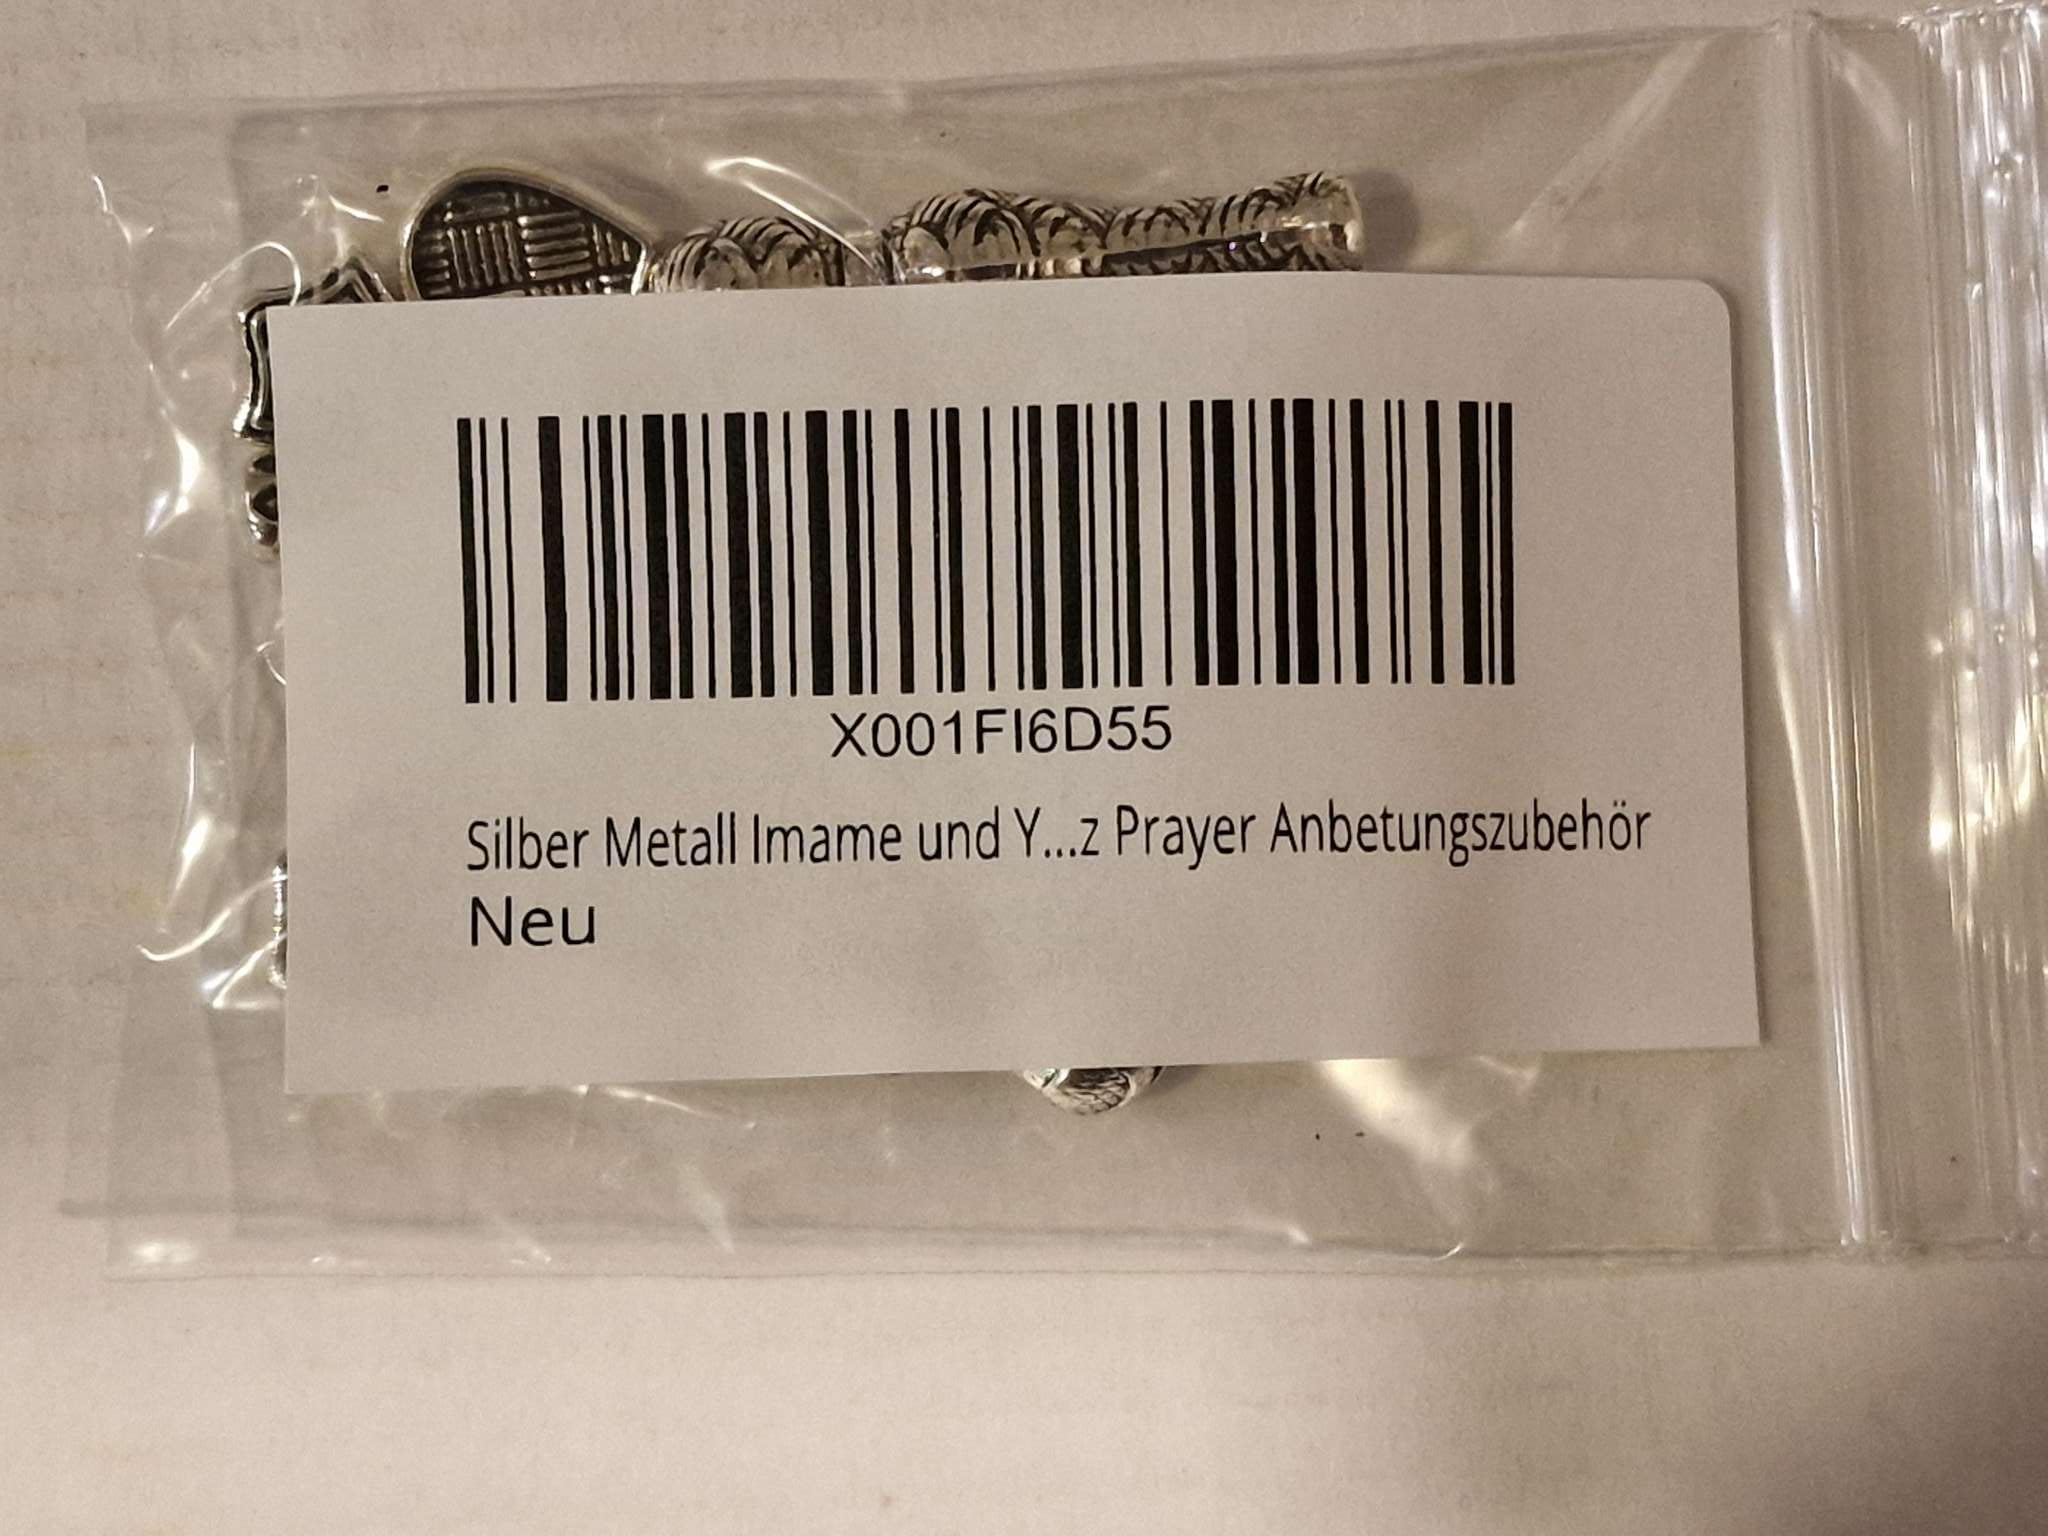 X001FI6D55
Silber Metall Imame und Y...z Prayer Anbetungszubehör
Neu